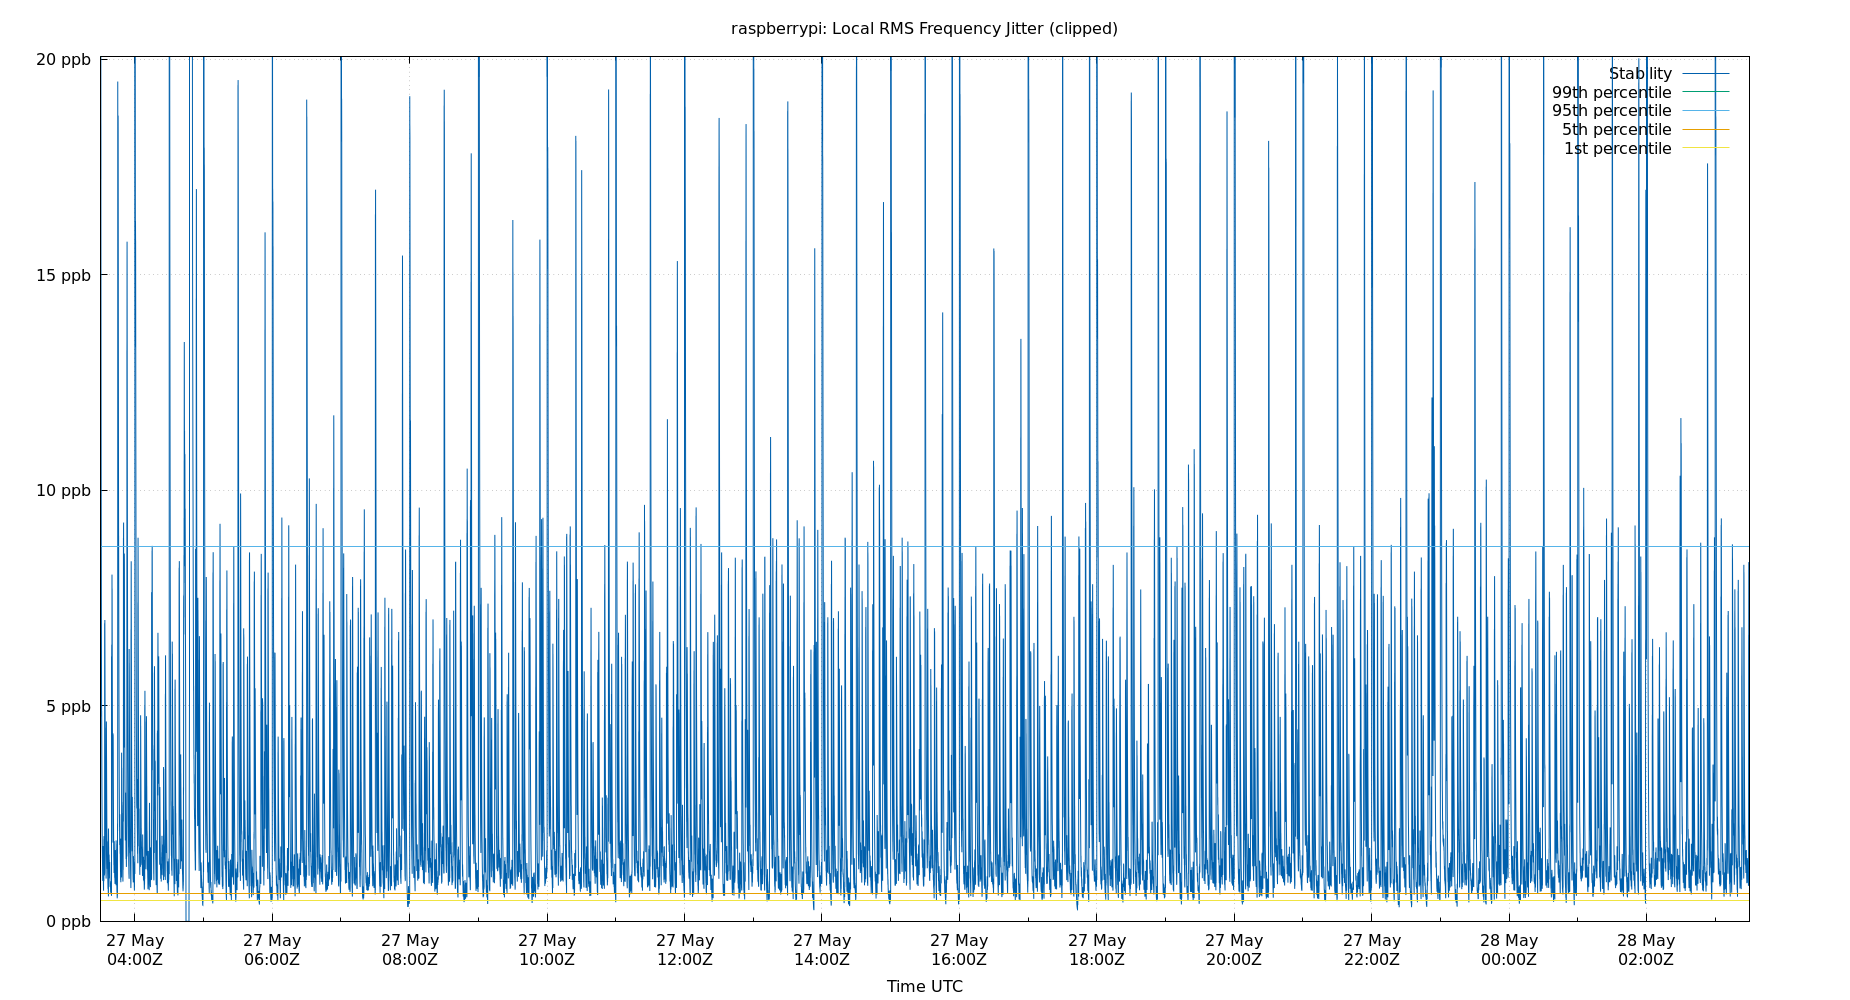 raspberrypi: Local RMS Frequency Jitter (clipped)
20 ppb
15 ppb
10 ppb
5 ppb
0 ppb
Stability
99th percentile
95th percentile
5th percentile
1st percentile
27 May 27 May 27 May 27 May 27 May 27 May 27 May 27 May 27 May 27 May 28 May 28 May
04:00Z 06:00Z 08:00Z 10:00Z 12:00Z 14:00Z 16:00Z 18:00Z 20:00Z 22:00Z 00:00Z 02:00Z
Time UTC